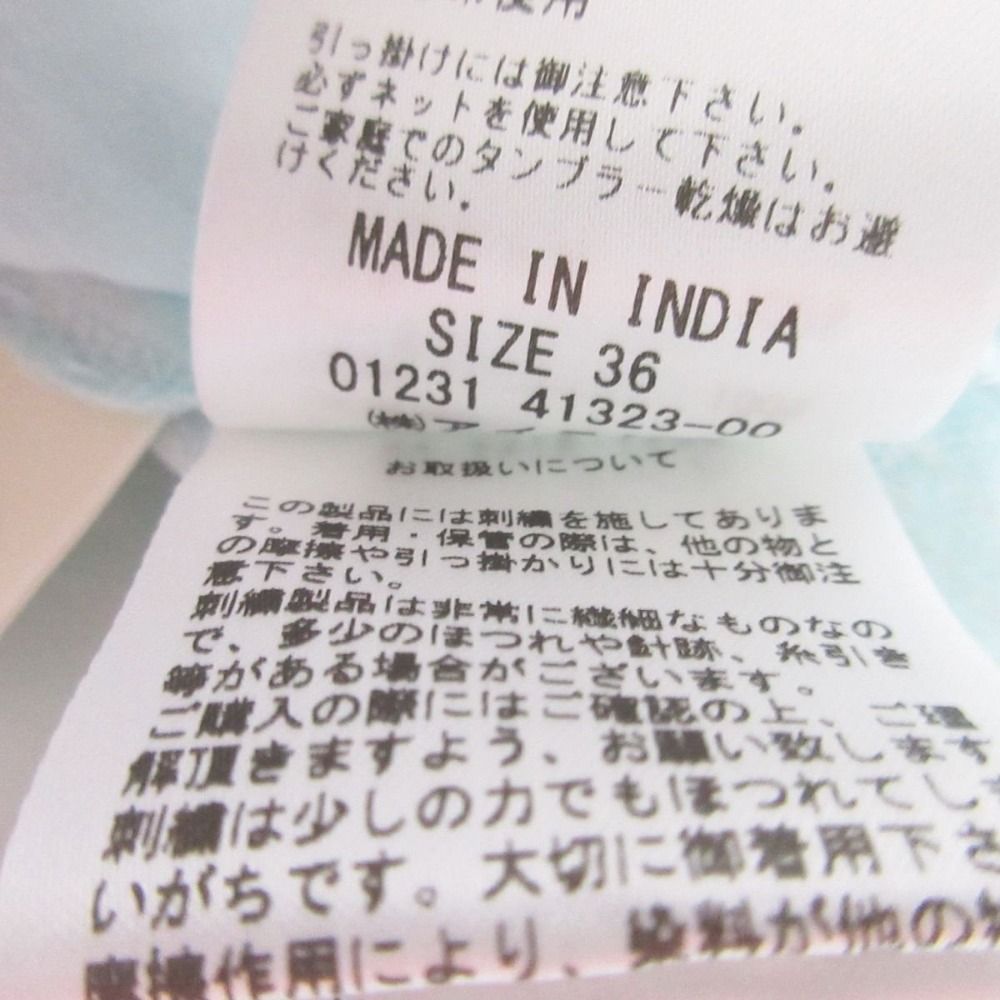 使用
引っ掛けには御注意下さい。
必ずネットを使用して下さい。
ご家庭でのタンブラー乾燥はお避
けください。
MADE IN INDIA
SIZE 36
01231 41323-00
(株)ア
お取扱いについて
この製品には刺繍を施してありま
す。着用・保管の際は、他の物と
の摩擦や引っ掛かりには十分御注
意下さい。
刺繍製品は非常に繊細なものなの
で、多少のほつれや針跡、糸引き
等がある場合がございます。
ご購入の際にはご確認の上、ご理
解頂きますよう、お願い致します
刺繍は少しの力でもほつれてしま
いがちです。大切に御着用下さ
摩擦作用により、染料が他の物